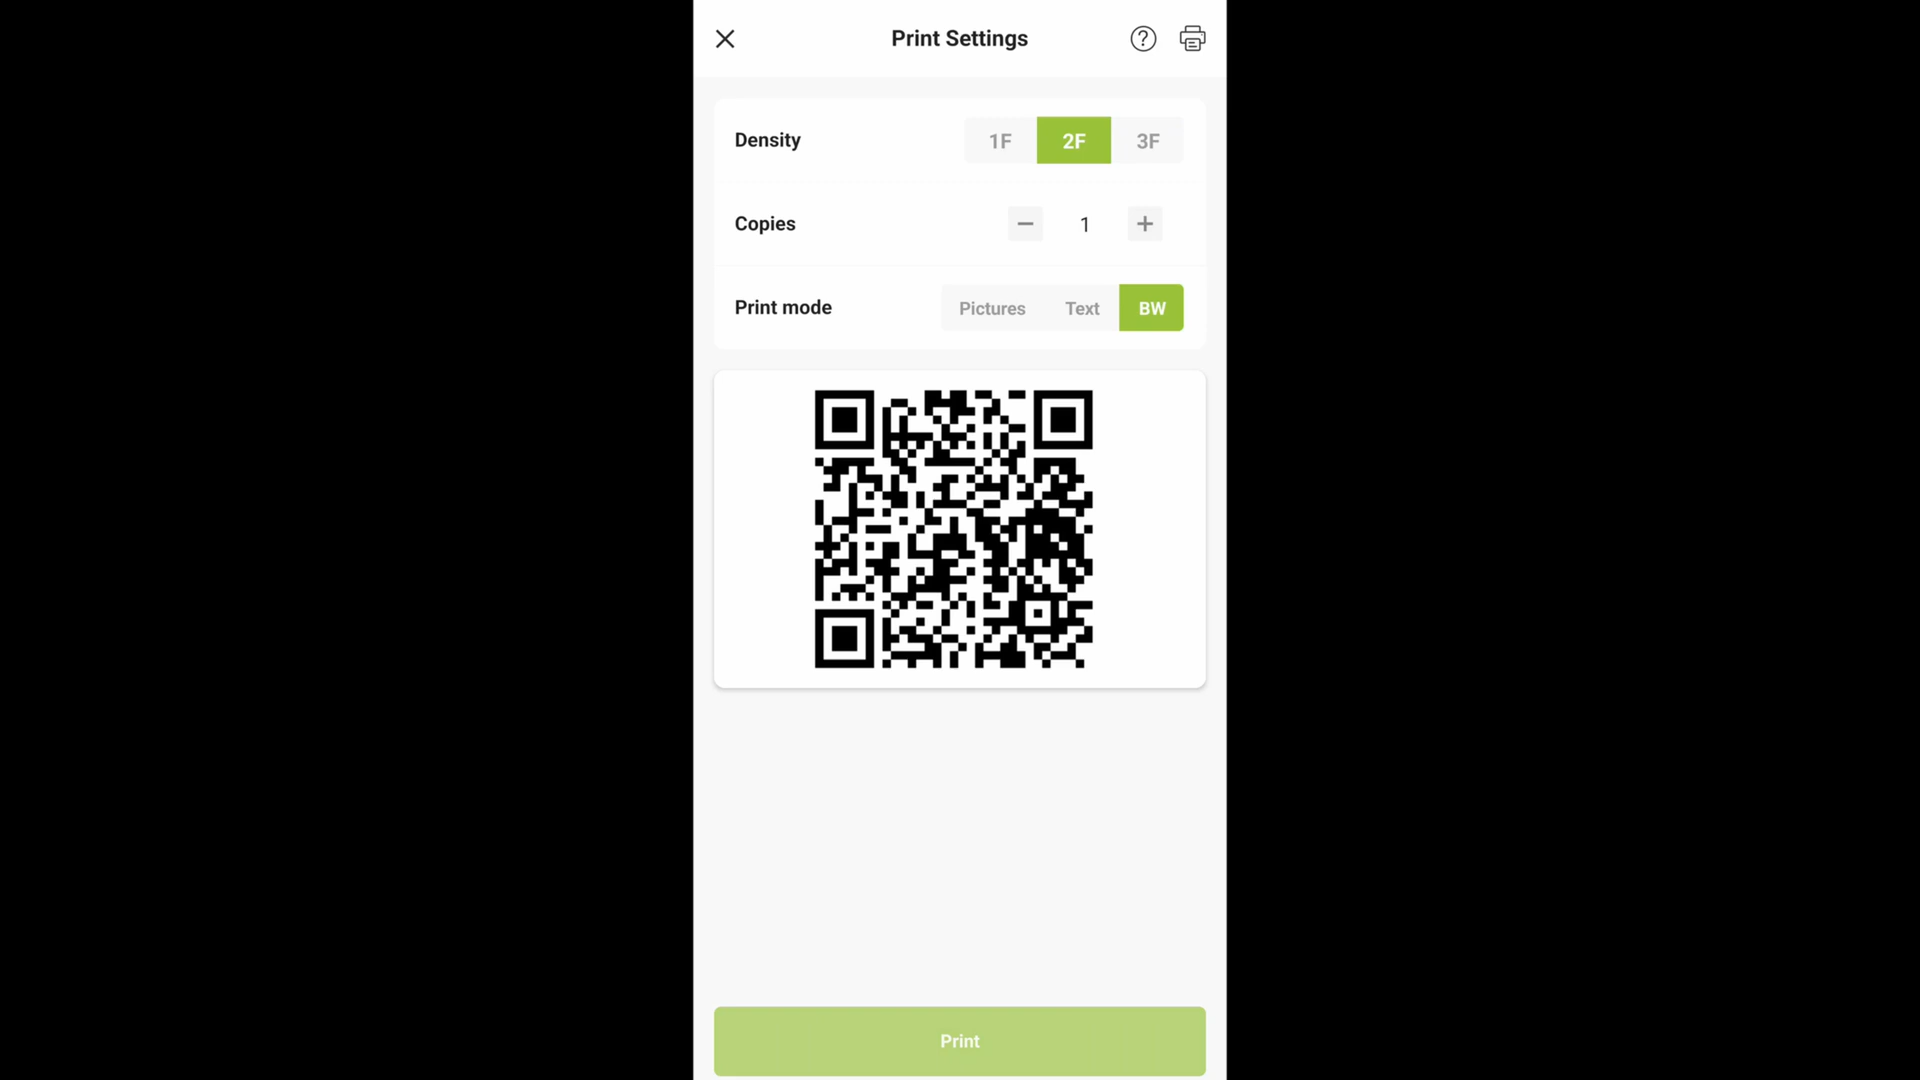 Print Settings
Density
1F
2F
3F
Copies
1
Print mode
Pictures
Text
BW
Print